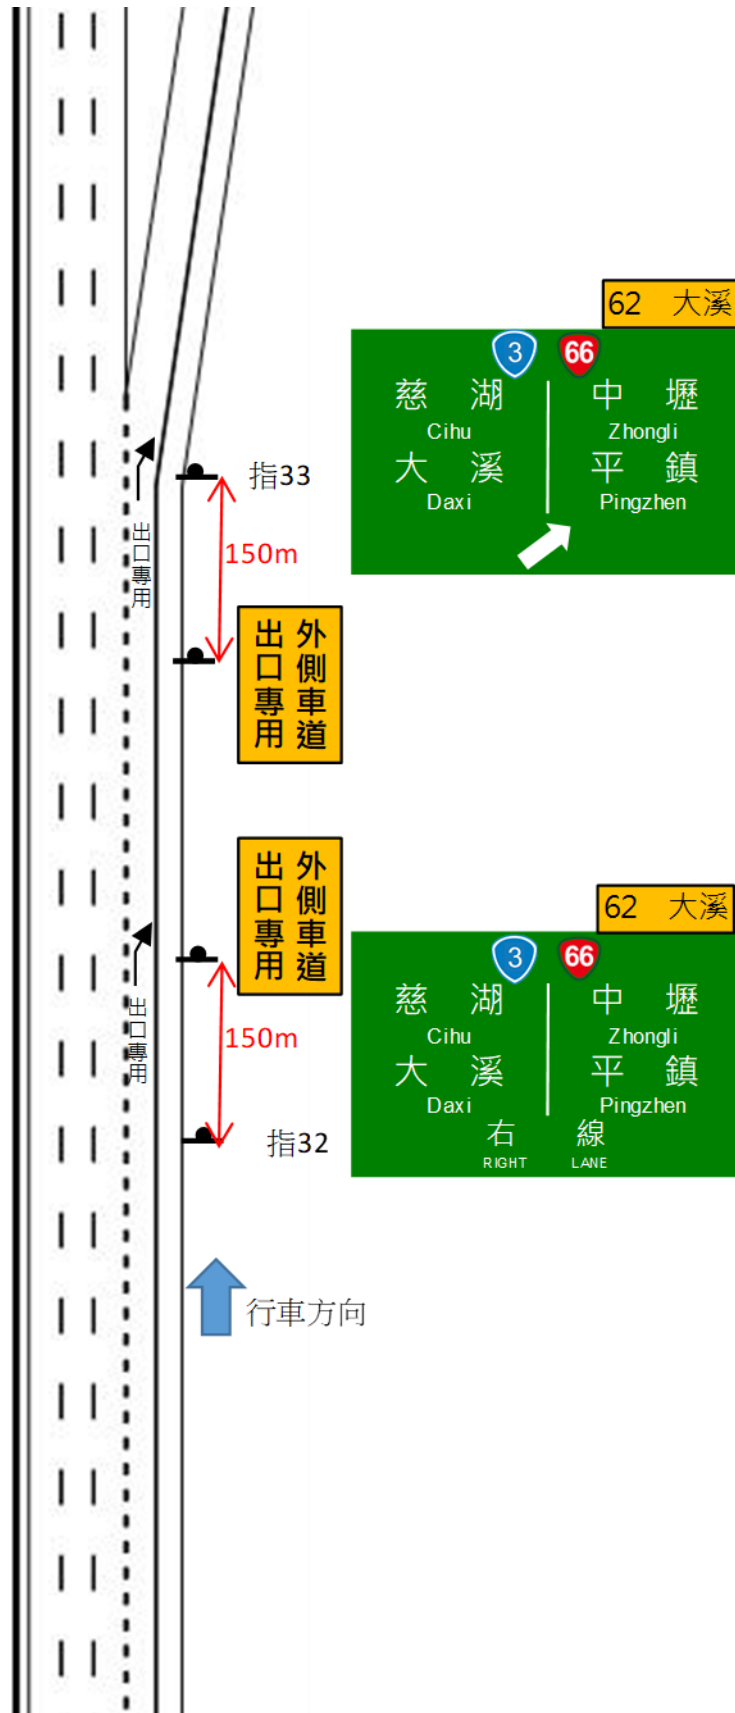 62 大溪
3 66
慈湖 中壢
Cihu Zhongli
大溪 平鎮
Daxi Pingzhen
指33
150m
出口專用
外側車道
出口專用
外側車道
出口專用
62 大溪
3 66
慈湖 中壢
Cihu Zhongli
大溪 平鎮
Daxi Pingzhen
右線
RIGHT LANE
出口專用
150m
指32
行車方向